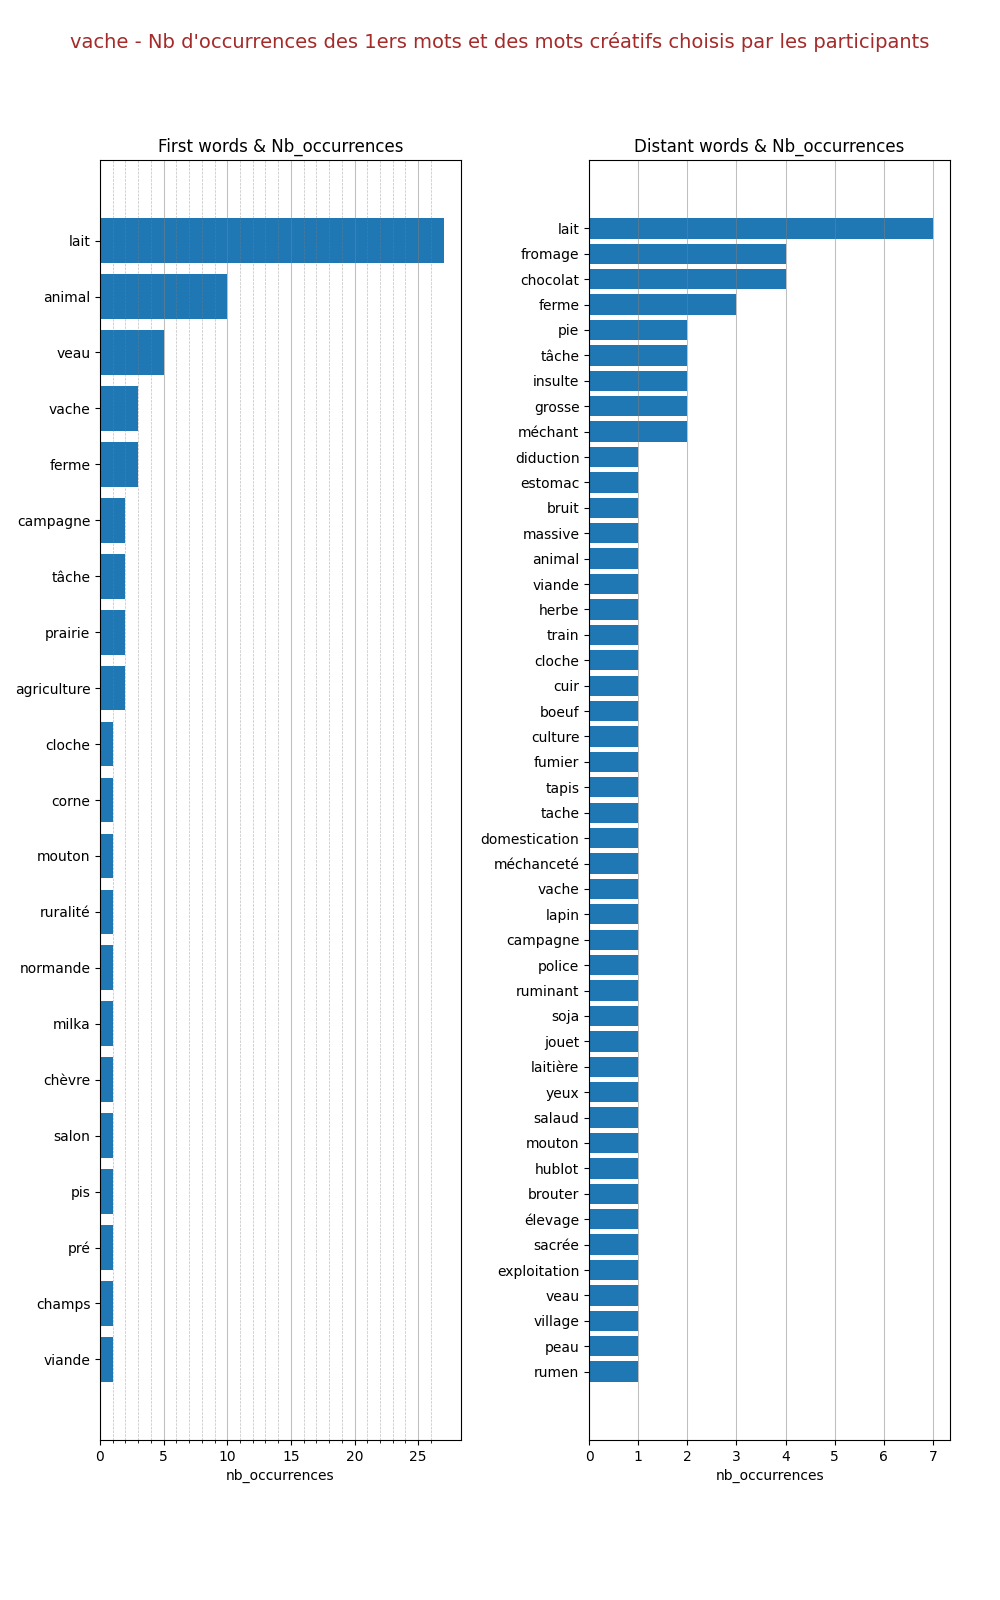 vache - Nb d'occurrences des 1ers mots et des mots créatifs choisis par les participants
First words & Nb_occurrences
lait
animal
veau
vache
ferme
campagne
tâche
prairie
agriculture
cloche
corne
mouton
ruralité
normande
milka
chèvre
salon
pis
pré
champs
viande
0 5 10 15 20 25
nb_occurrences
Distant words & Nb_occurrences
lait
fromage
chocolat
ferme
pie
tâche
insulte
grosse
méchant
diduction
estomac
bruit
massive
animal
viande
herbe
train
cloche
cuir
boeuf
culture
fumier
tapis
tache
domestication
méchanceté
vache
lapin
campagne
police
ruminant
soja
jouet
laitière
yeux
salaud
mouton
hublot
brouter
élevage
sacrée
exploitation
veau
village
peau
rumen
0 1 2 3 4 5 6 7
nb_occurrences